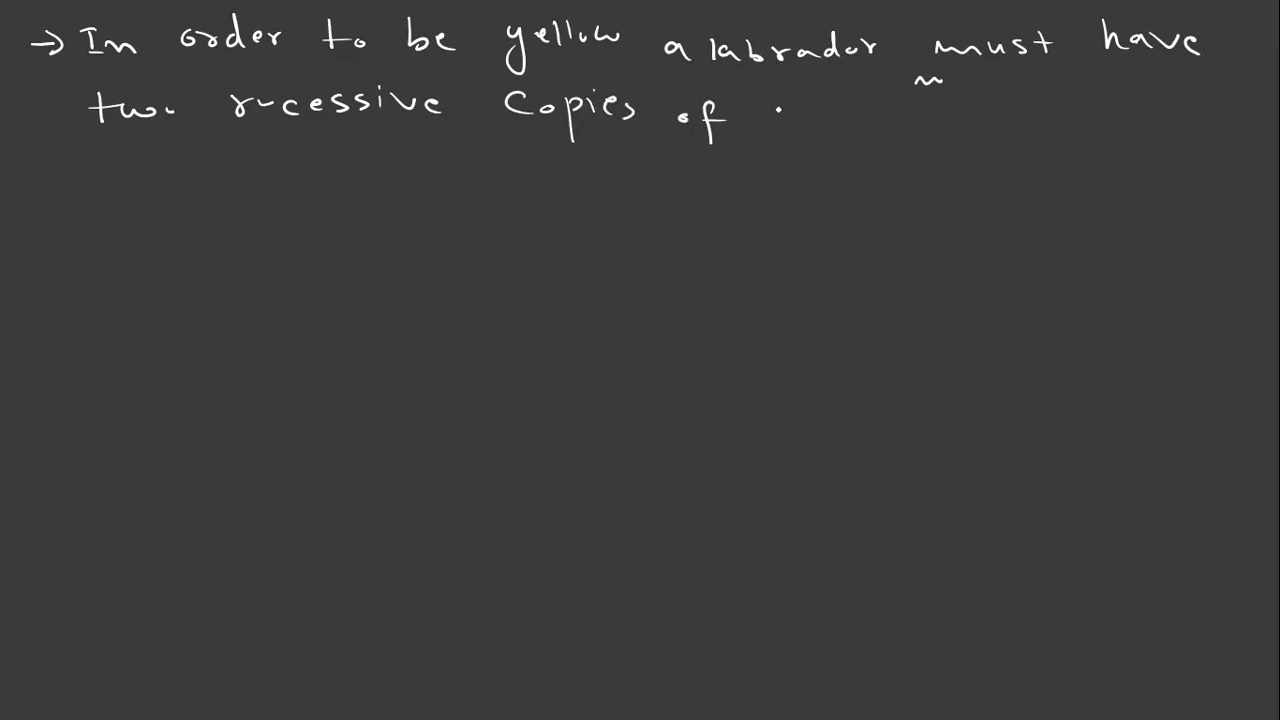 → In order to be yellow a labrador must have
two recessive copies of